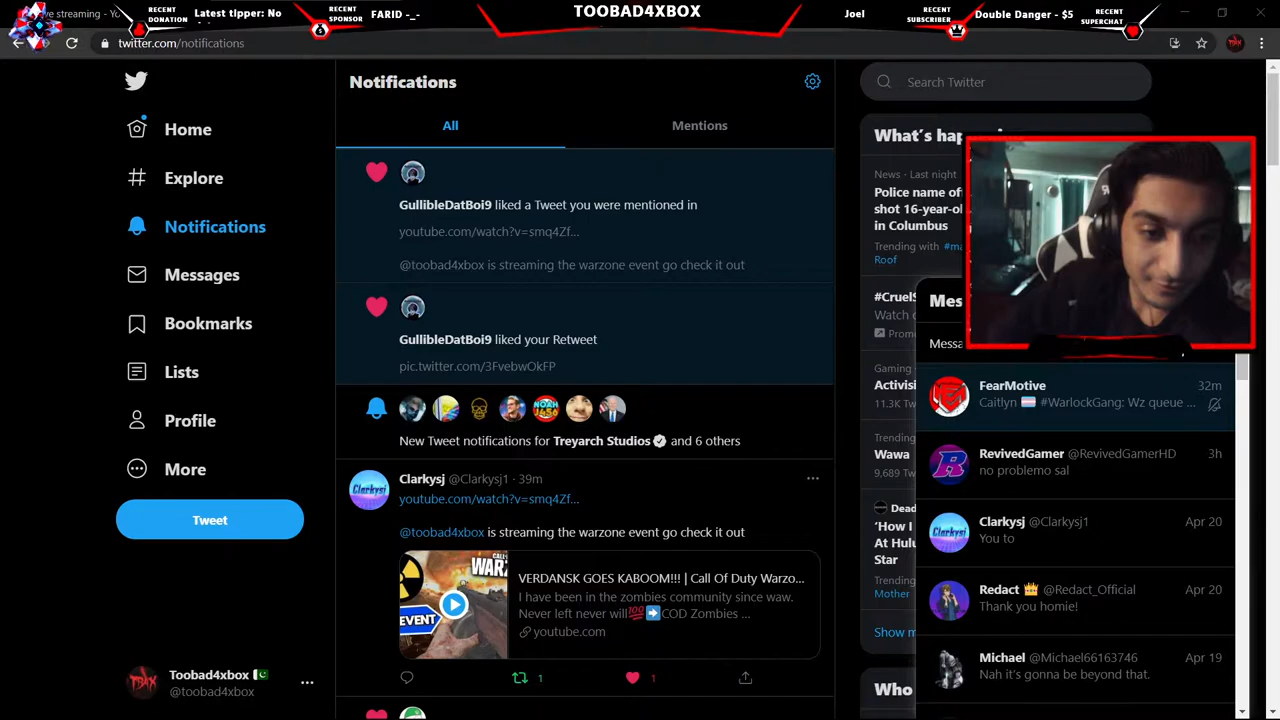 e streaming - Yo
RECENT
DONATION
Latest tipper: No
RECENT
SPONSOR
FARID -_-
TOOBAD4XBOX
Joel
RECENT
SUBSCRIBER
Double Danger - $5
RECENT
SUPERCHAT
twitter.com/notifications
Home
Explore
Notifications
Messages
Bookmarks
Lists
Profile
More
Tweet
Toobad4xbox
@toobad4xbox
Notifications
All
Mentions
GullibleDatBoi9 liked a Tweet you were mentioned in
youtube.com/watch?v=smq4Zf...
@toobad4xbox is streaming the warzone event go check it out
GullibleDatBoi9 liked your Retweet
pic.twitter.com/3FvebwOkFP
New Tweet notifications for Treyarch Studios and 6 others
Clarkysj @Clarkysj1 · 39m
youtube.com/watch?v=smq4Zf...
@toobad4xbox is streaming the warzone event go check it out
WARZ
EVENT
VERDANSK GOES KABOOM!!! | Call Of Duty Warzo...
I have been in the zombies community since waw.
Never left never will💯➡️COD Zombies ...
youtube.com
1
1
Search Twitter
What's hap
News · Last night
Police name of
shot 16-year-ol
in Columbus
Trending with #ma
Roof
#CruelS
Watch
Promo
Gaming
Activisi
11.3K Tw
Trending
Wawa
9,689 Tw
Dead
'How I
At Hulu
Star
Trending
Mother
Show m
Who
Mes
Messa
FearMotive
32m
Caitlyn #WarlockGang: Wz queue ...
RevivedGamer @RevivedGamerHD
3h
no problemo sal
Clarkysj @Clarkysj1
Apr 20
You to
Redact 👑 @Redact_Official
Apr 20
Thank you homie!
Michael @Michael66163746
Apr 19
Nah it's gonna be beyond that.